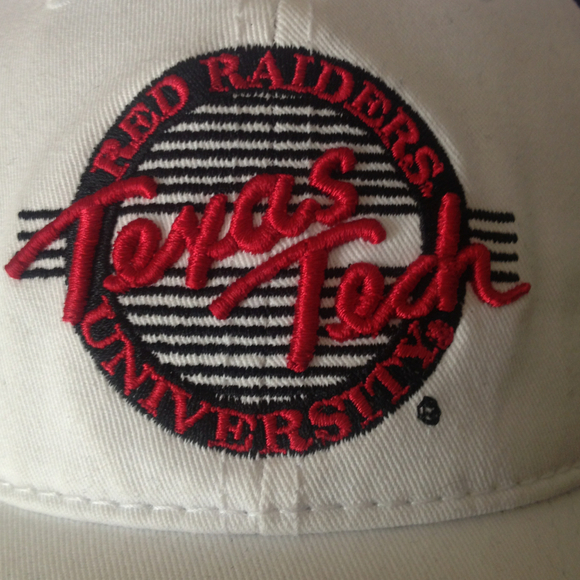 RED RAIDERS
Texas
Tech
UNIVERSITY
®